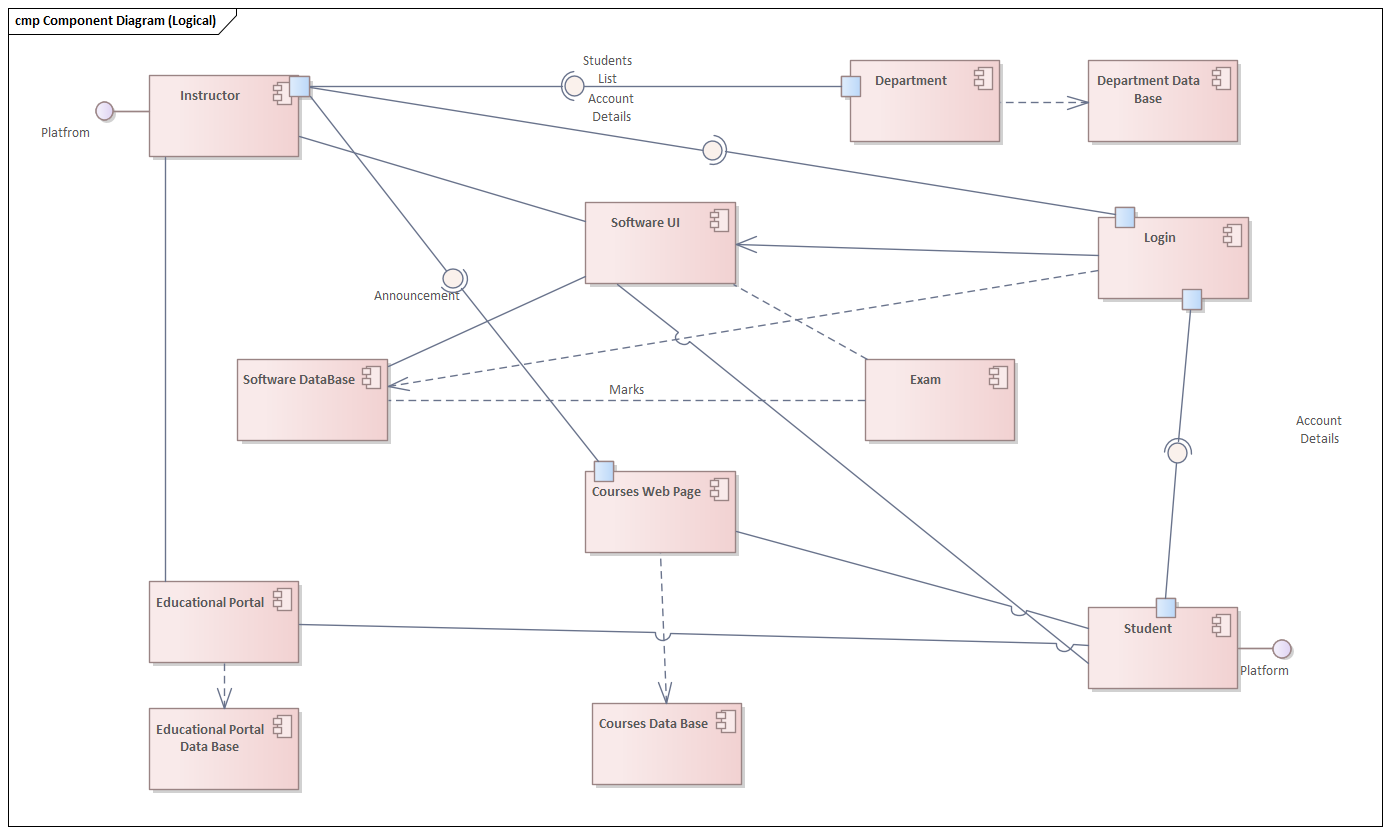 cmp Component Diagram (Logical)
Students
List
Account
Details
Instructor
Department
Department Data
Base
Platfrom
Software UI
Login
Announcement
Software DataBase
Marks
Exam
Account
Details
Courses Web Page
Educational Portal
Student
Platform
Educational Portal
Data Base
Courses Data Base